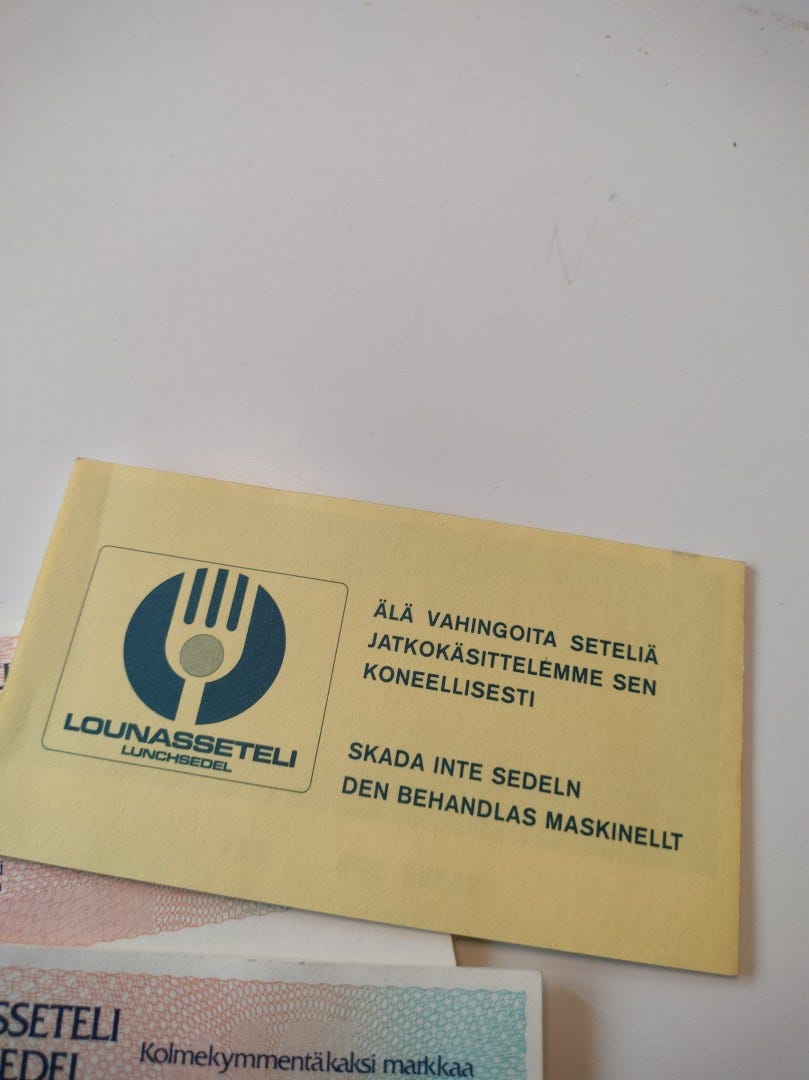 LOUNASSETELI
LUNCHSEDEL
ÄLÄ VAHINGOITA SETELIÄ
JATKOKÄSITTELEMME SEN
KONEELLISESTI
SKADA INTE SEDELN
DEN BEHANDLAS MASKINELLT
SSETELI
EDEL
Kolmekymmentäkaksi markkaa